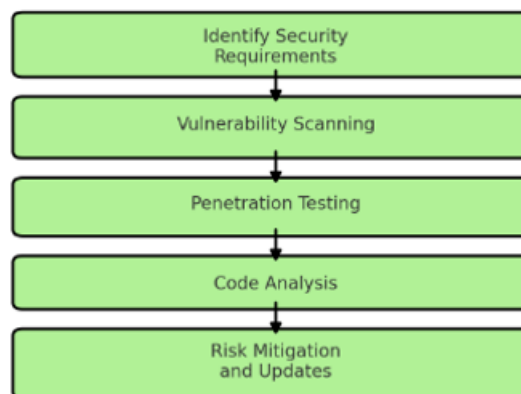 Identify Security
Requirements
Vulnerability Scanning
Penetration Testing
Code Analysis
Risk Mitigation
and Updates